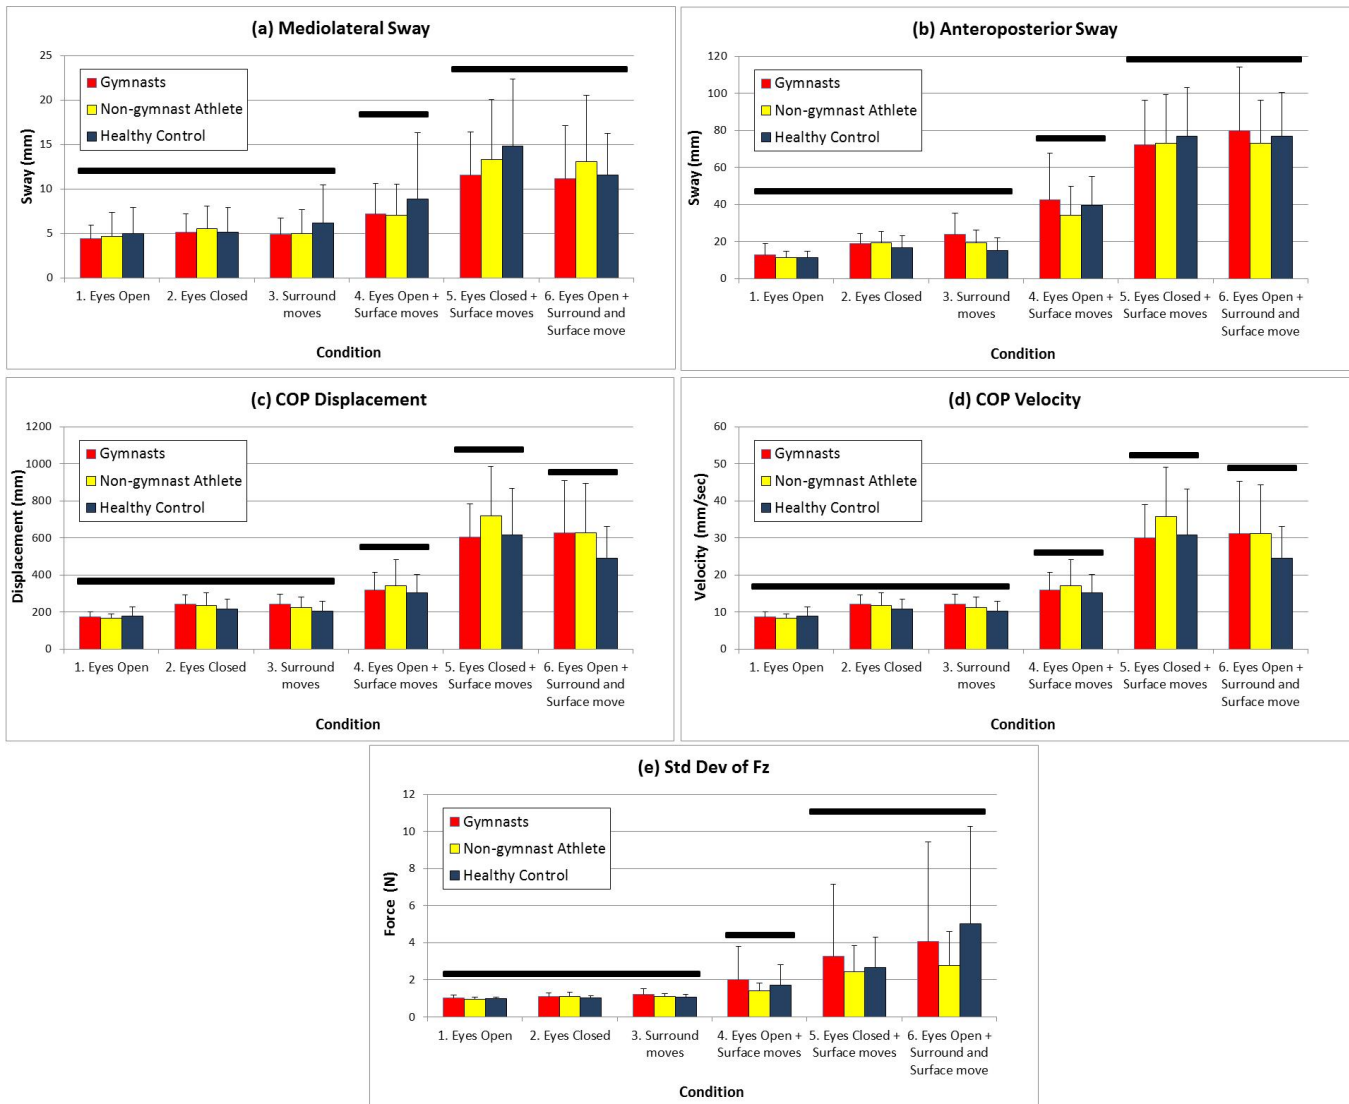 (a) Mediolateral Sway
Sway (mm)
25
20
15
10
5
0
Gymnasts
Non-gymnast Athlete
Healthy Control
1. Eyes Open
2. Eyes Closed
3. Surround
moves
4. Eyes Open +
Surface moves
5. Eyes Closed +
Surface moves
6. Eyes Open +
Surround and
Surface move
Condition
(b) Anteroposterior Sway
Sway (mm)
120
100
80
60
40
20
0
Gymnasts
Non-gymnast Athlete
Healthy Control
1. Eyes Open
2. Eyes Closed
3. Surround
moves
4. Eyes Open +
Surface moves
5. Eyes Closed +
Surface moves
6. Eyes Open +
Surround and
Surface move
Condition
(c) COP Displacement
Displacement (mm)
1200
1000
800
600
400
200
0
Gymnasts
Non-gymnast Athlete
Healthy Control
1. Eyes Open
2. Eyes Closed
3. Surround
moves
4. Eyes Open +
Surface moves
5. Eyes Closed +
Surface moves
6. Eyes Open +
Surround and
Surface move
Condition
(d) COP Velocity
Velocity (mm/sec)
60
50
40
30
20
10
0
Gymnasts
Non-gymnast Athlete
Healthy Control
1. Eyes Open
2. Eyes Closed
3. Surround
moves
4. Eyes Open +
Surface moves
5. Eyes Closed +
Surface moves
6. Eyes Open +
Surround and
Surface move
Condition
(e) Std Dev of Fz
Force (N)
12
10
8
6
4
2
0
Gymnasts
Non-gymnast Athlete
Healthy Control
1. Eyes Open
2. Eyes Closed
3. Surround
moves
4. Eyes Open +
Surface moves
5. Eyes Closed +
Surface moves
6. Eyes Open +
Surround and
Surface move
Condition